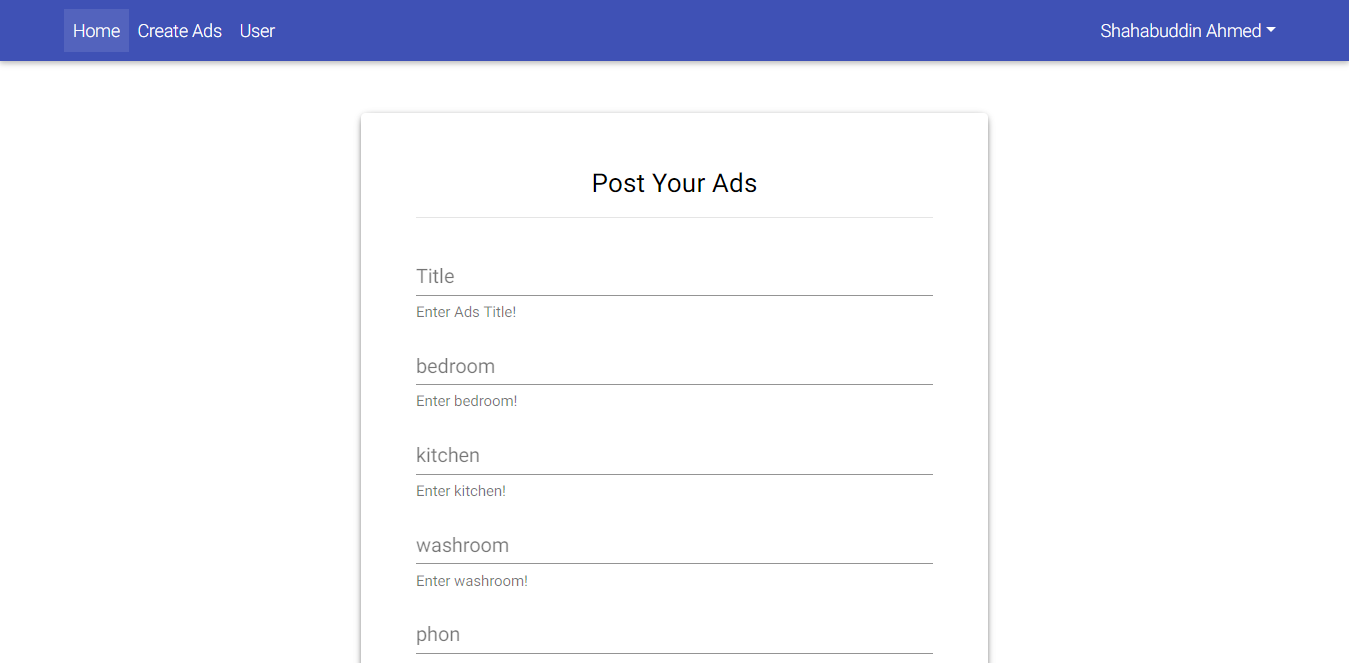 Home Create Ads User Shahabuddin Ahmed
Post Your Ads
Title
Enter Ads Title!
bedroom
Enter bedroom!
kitchen
Enter kitchen!
washroom
Enter washroom!
phon